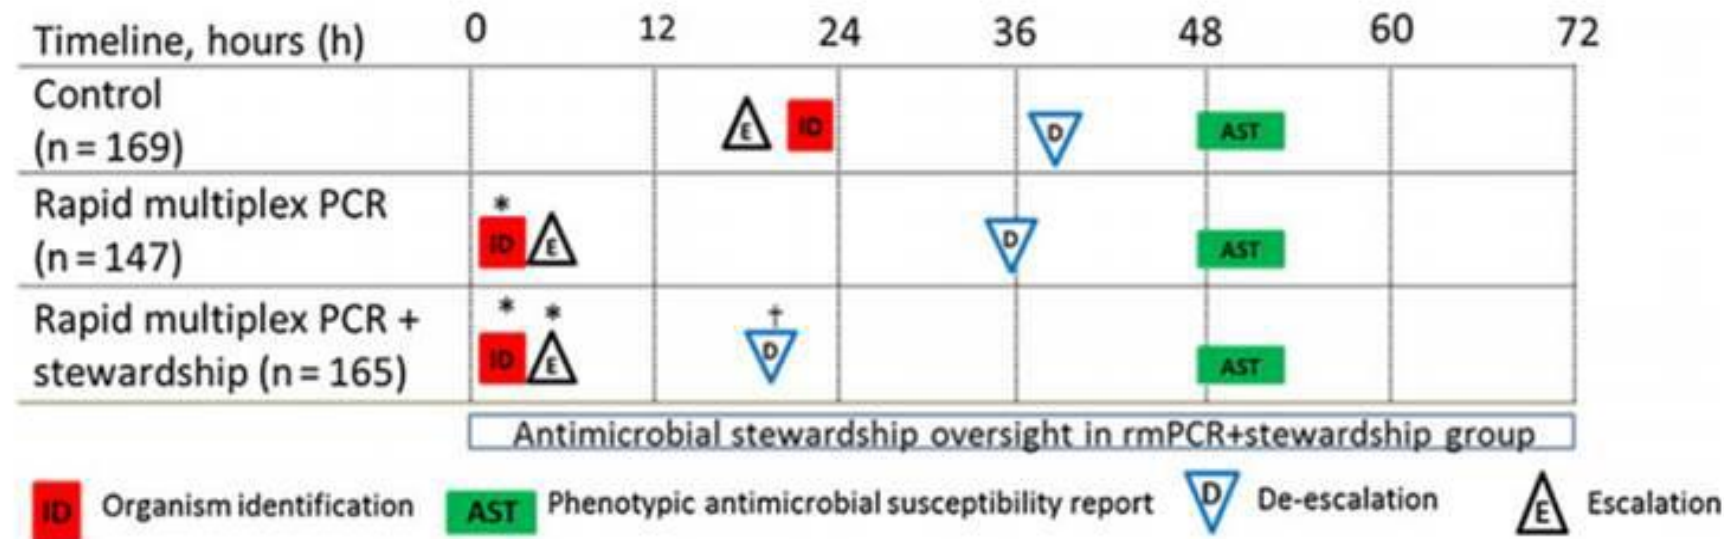 Timeline, hours (h) 0 12 24 36 48 60 72
Control
(n = 169)
E ID D AST
Rapid multiplex PCR
(n = 147)
*
ID E D AST
Rapid multiplex PCR +
stewardship (n = 165)
* * †
ID E D AST
Antimicrobial stewardship oversight in rmPCR+stewardship group
ID Organism identification AST Phenotypic antimicrobial susceptibility report D De-escalation E Escalation